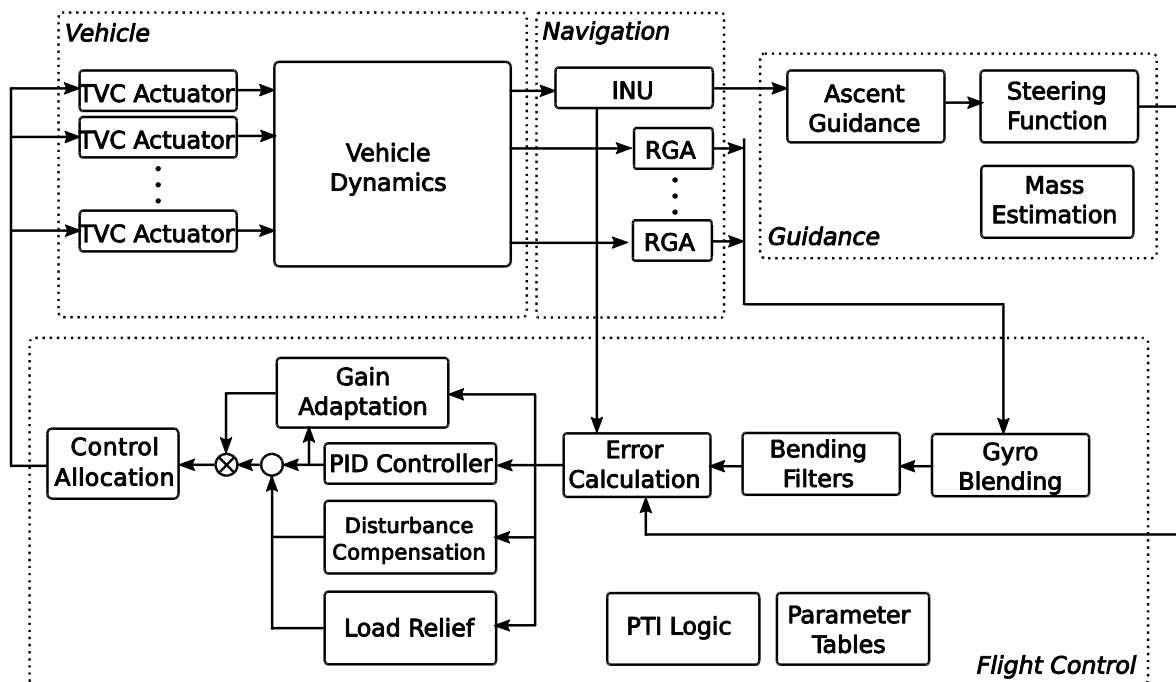 Vehicle
TVC Actuator
TVC Actuator
TVC Actuator
Vehicle
Dynamics
Navigation
INU
RGA
RGA
Ascent
Guidance
Steering
Function
Mass
Estimation
Guidance
Gain
Adaptation
Control
Allocation
PID Controller
Disturbance
Compensation
Load Relief
Error
Calculation
Bending
Filters
Gyro
Blending
PTI Logic
Parameter
Tables
Flight Control